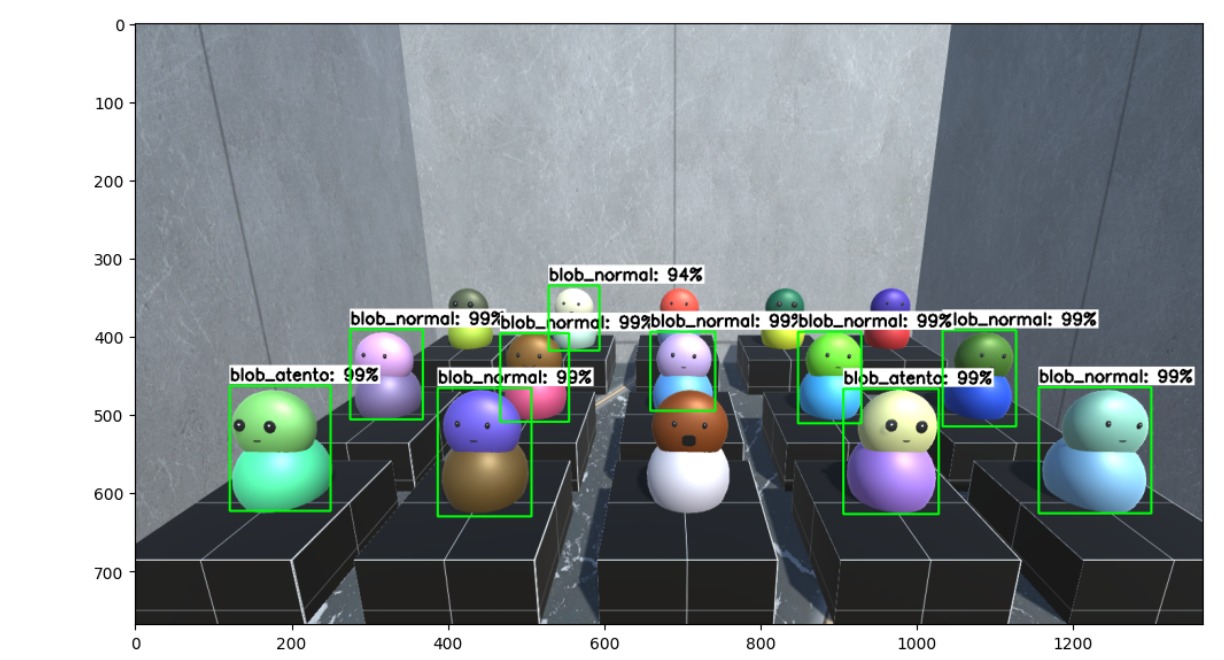 0
100
200
300
400
500
600
700
blob_normal: 94%
blob_normal: 99%
blob_normal: 99%
blob_normal: 99%
blob_normal: 99%
blob_normal: 99%
blob_atento: 99%
blob_normal: 99%
blob_atento: 99%
blob_normal: 99%
0 200 400 600 800 1000 1200